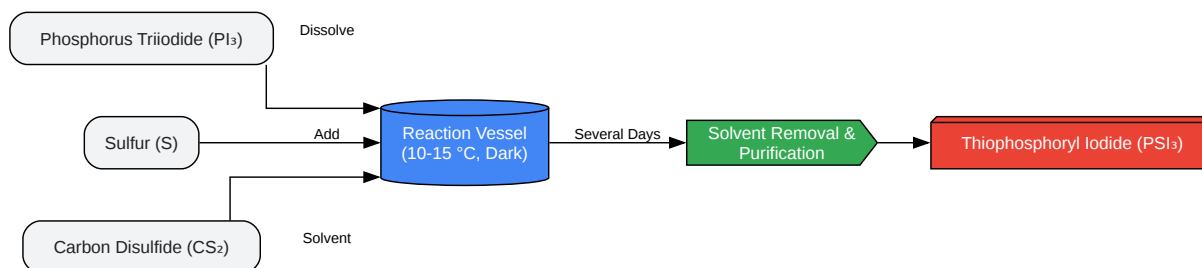 Phosphorus Triiodide (PI₃)
Dissolve
Sulfur (S)
Add
Carbon Disulfide (CS₂)
Solvent
Reaction Vessel
(10-15 °C, Dark)
Several Days
Solvent Removal &
Purification
Thiophosphoryl Iodide (PSI₃)